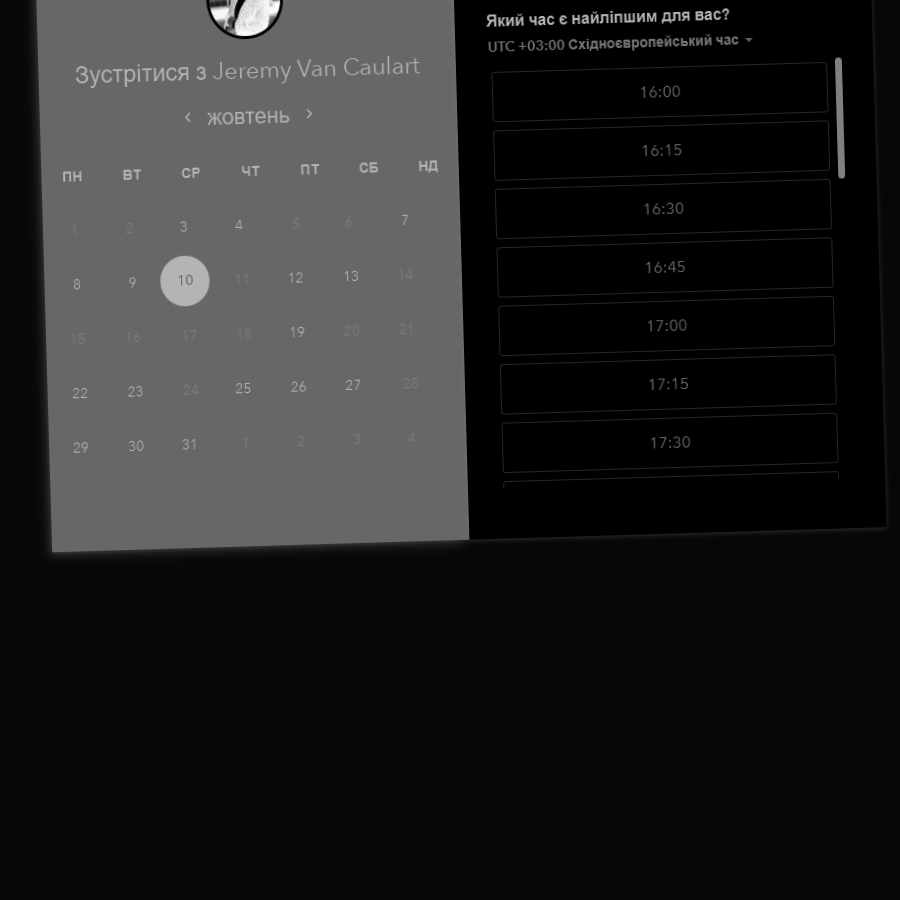 Зустрітися з Jeremy Van Caulart
жовтень
ПН ВТ СР ЧТ ПТ СБ НД
1 2 3 4 5 6 7
8 9 10 11 12 13 14
15 16 17 18 19 20 21
22 23 24 25 26 27 28
29 30 31 1 2 3 4
Який час є найліпшим для вас?
UTC +03:00 Східноєвропейський час
16:00
16:15
16:30
16:45
17:00
17:15
17:30